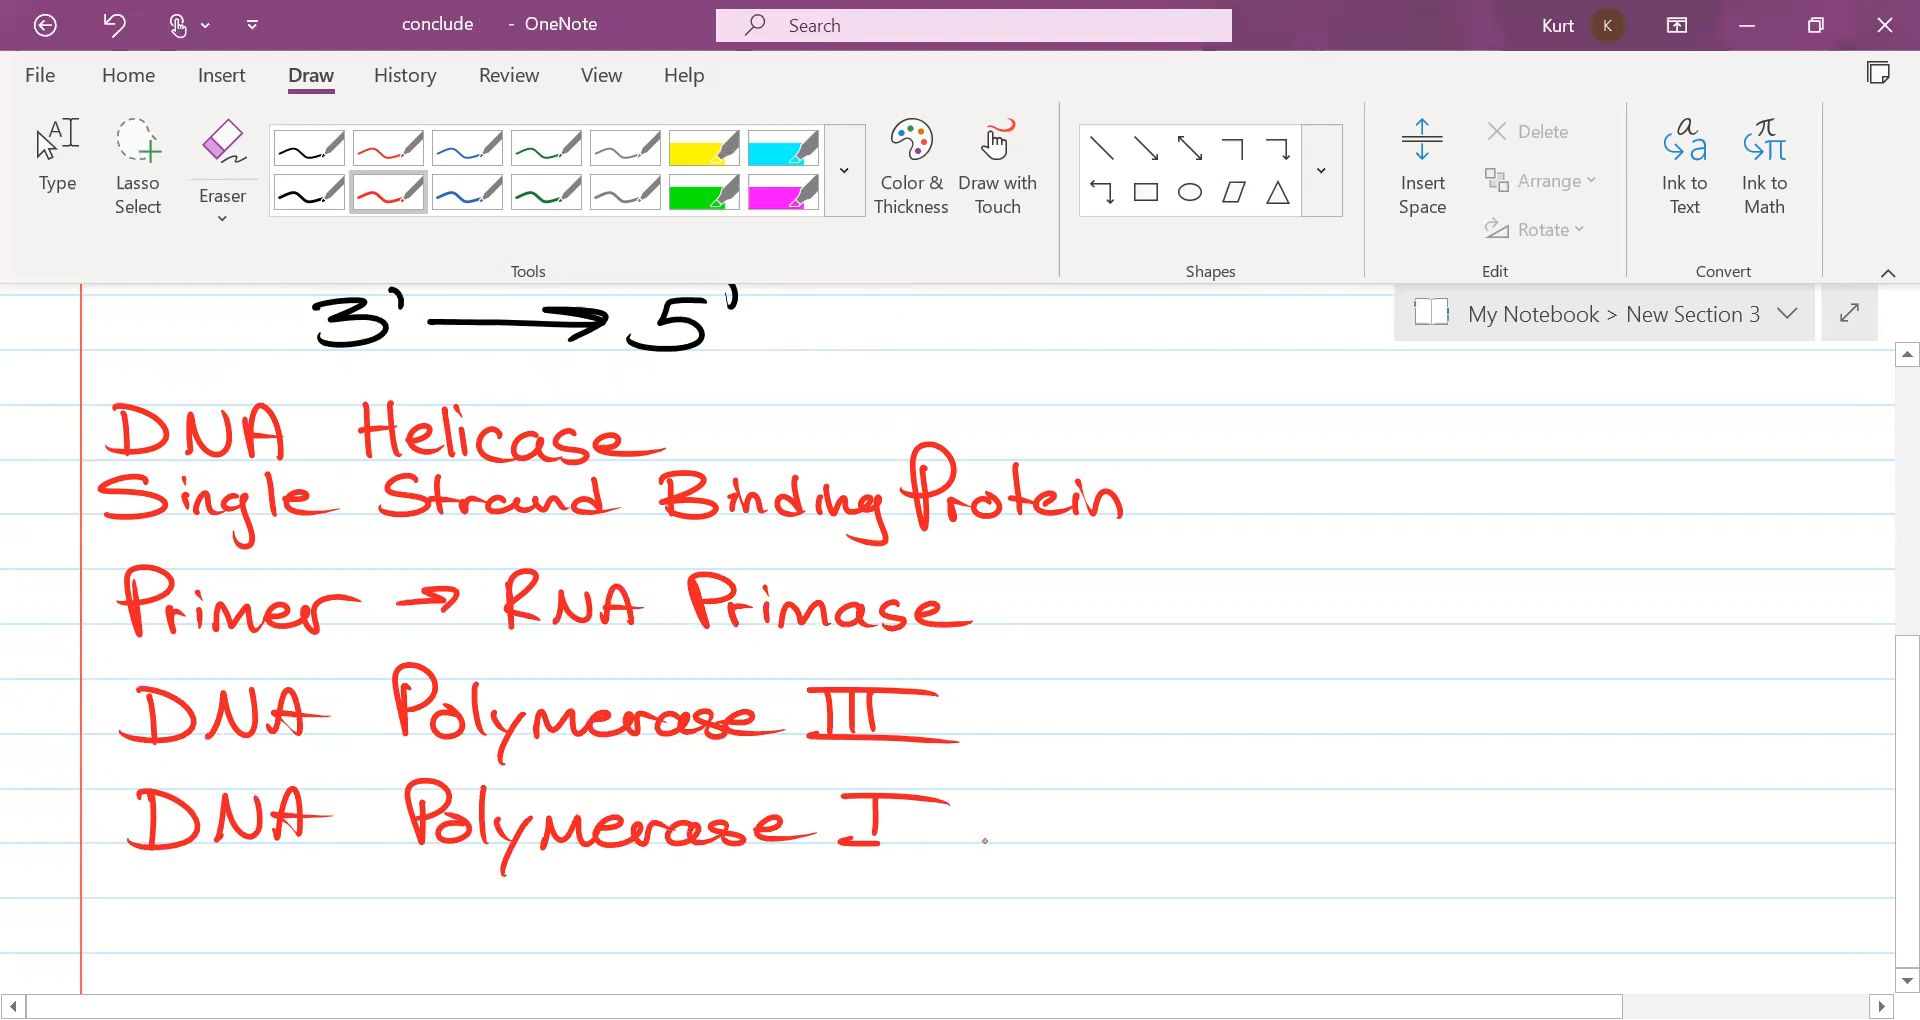 conclude - OneNote
Search
Kurt K
File Home Insert Draw History Review View Help
Type
Lasso Select
Eraser
Color & Thickness
Draw with Touch
Insert Space
Delete
Arrange
Rotate
Ink to Text
Ink to Math
Tools Shapes Edit Convert
My Notebook > New Section 3
3' → 5'
DNA Helicase
Single Strand Binding Protein
Primer → RNA Primase
DNA Polymerase III
DNA Polymerase I